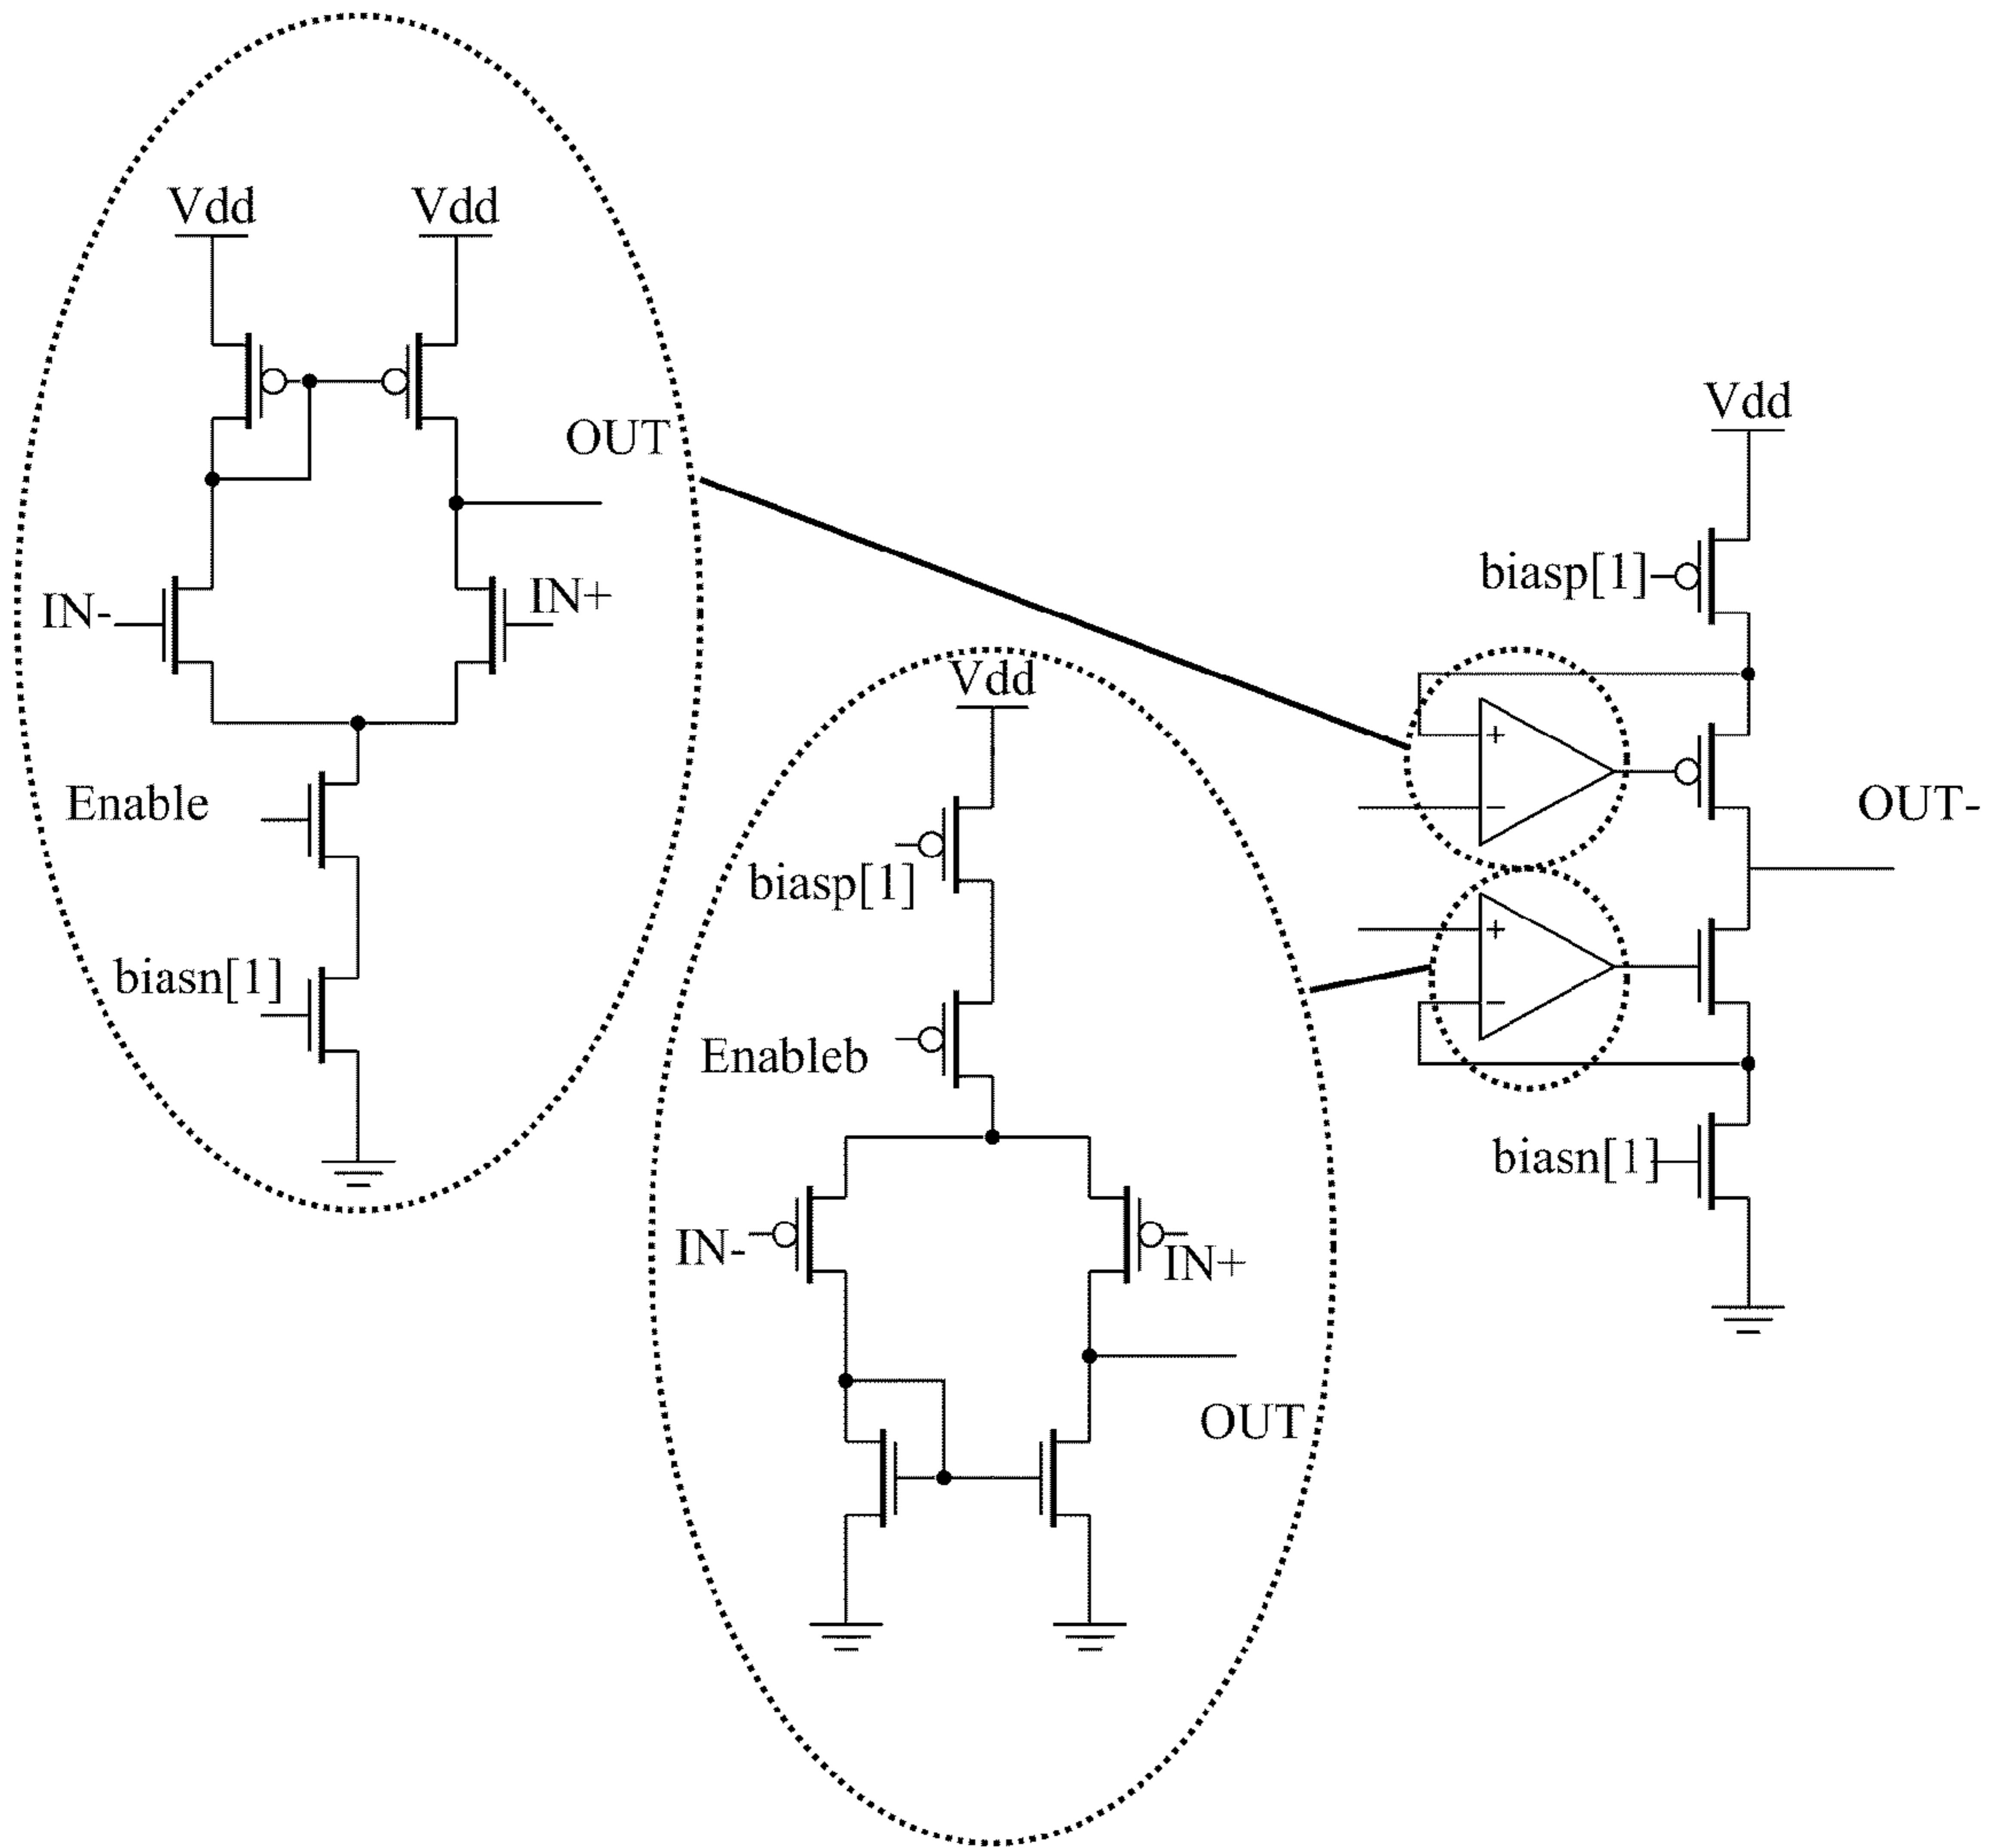 Vdd Vdd
OUT
IN- IN+
Enable
biasn[1]
Vdd
biasp[1]
Enableb
IN- IN+
OUT
Vdd
biasp[1]
+
−
OUT-
+
−
biasn[1]